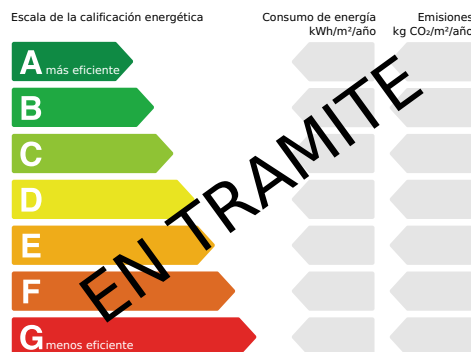 Escala de la calificación energética
Consumo de energía
kWh/m²/año
Emisiones
kg CO₂/m²/año
A más eficiente
B
C
D
E
F
G menos eficiente
EN TRAMITE